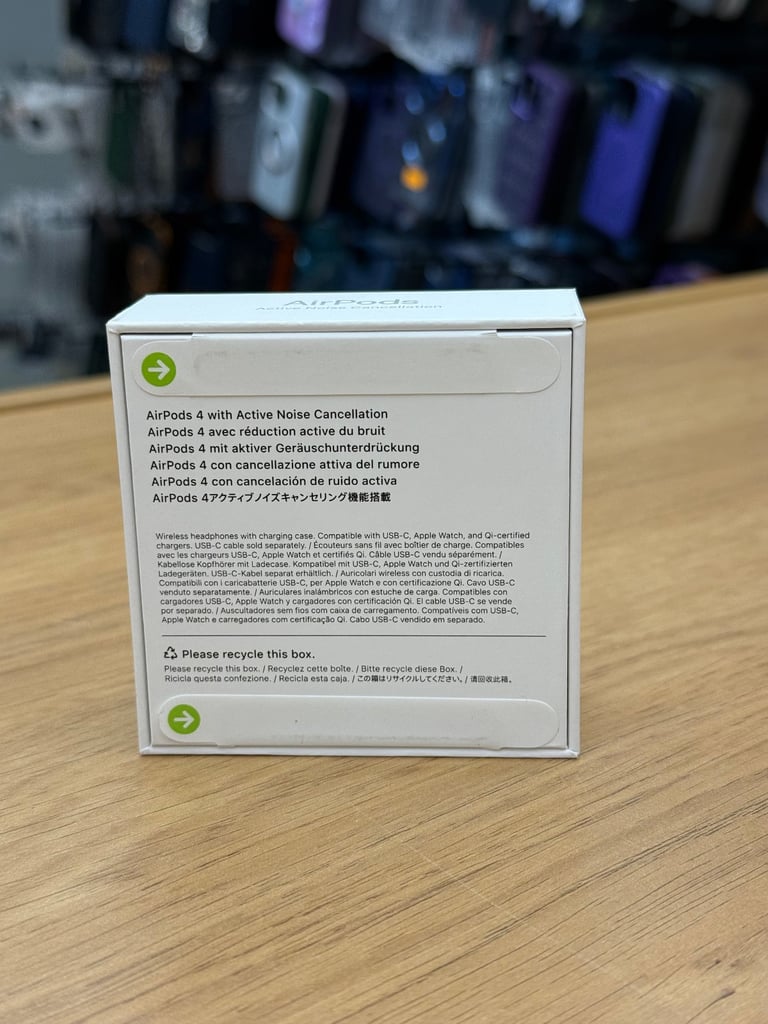 AirPods
Active Noise Cancellation
AirPods 4 with Active Noise Cancellation
AirPods 4 avec réduction active du bruit
AirPods 4 mit aktiver Geräuschunterdrückung
AirPods 4 con cancellazione attiva del rumore
AirPods 4 con cancelación de ruido activa
AirPods 4アクティブノイズキャンセリング機能搭載
Wireless headphones with charging case. Compatible with USB-C, Apple Watch, and Qi-certified
chargers. USB-C cable sold separately. / Écouteurs sans fil avec boîtier de charge. Compatibles
avec les chargeurs USB-C, Apple Watch et certifiés Qi. Câble USB-C vendu séparément. /
Kabellose Kopfhörer mit Ladecase. Kompatibel mit USB-C, Apple Watch und Qi-zertifizierten
Ladegeräten. USB-C-Kabel separat erhältlich. / Auricolari wireless con custodia di ricarica.
Compatibili con i caricabatterie USB-C, per Apple Watch e con certificazione Qi. Cavo USB-C
venduto separatamente. / Auriculares inalámbricos con estuche de carga. Compatibles con
cargadores USB-C, Apple Watch y cargadores con certificación Qi. El cable USB-C se vende
por separado. / Auscultadores sem fios com caixa de carregamento. Compatíveis com USB-C,
Apple Watch e carregadores com certificação Qi. Cabo USB-C vendido em separado.
Please recycle this box.
Please recycle this box. / Recyclez cette boîte. / Bitte recycle diese Box. /
Ricicla questa confezione. / Recicla esta caja. / この箱はリサイクルしてください。/ 请回收此箱。